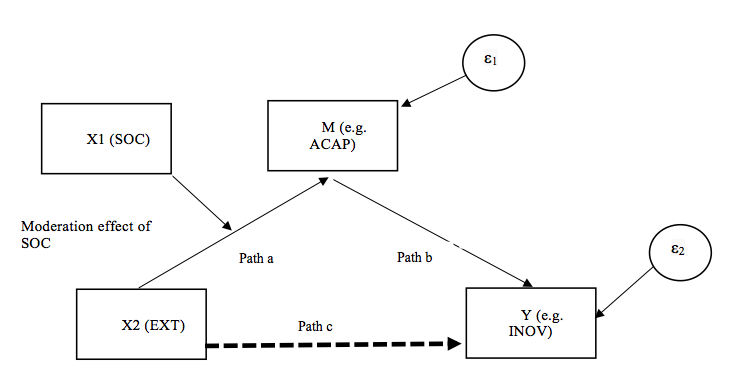 ε1
X1 (SOC)
M (e.g.
ACAP)
Moderation effect of
SOC
Path a
Path b
ε2
X2 (EXT)
Path c
Y (e.g.
INOV)